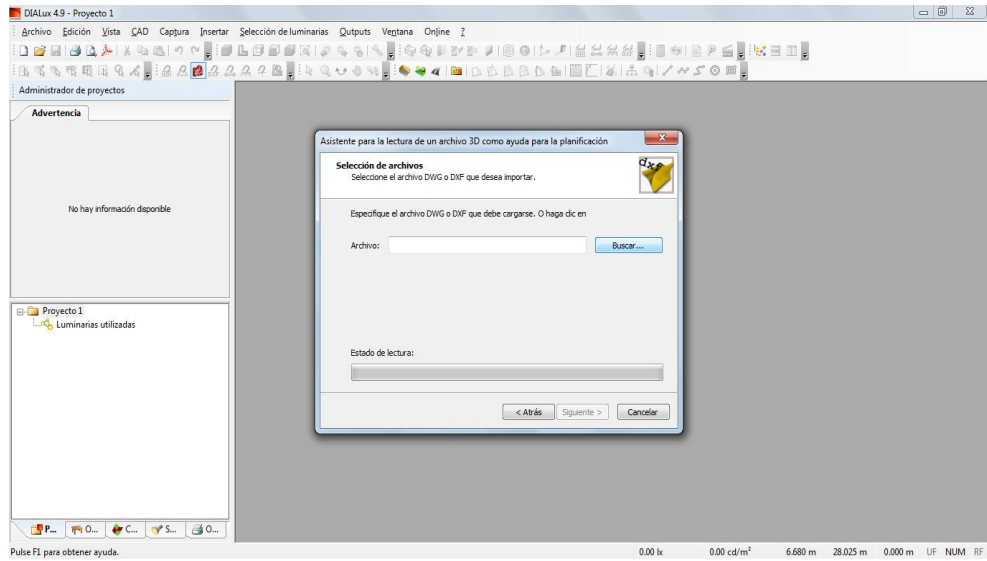 DIALux 4.9 - Proyecto 1
Archivo Edición Vista CAD Captura Insertar Selección de luminarias Outputs Ventana Online ?
Administrador de proyectos
Advertencia
No hay información disponible
Proyecto 1
Luminarias utilizadas
P... O... C... S... O...
Asistente para la lectura de un archivo 3D como ayuda para la planificación
Selección de archivos
Seleccione el archivo DWG o DXF que desea importar.
dxf
Especifique el archivo DWG o DXF que debe cargarse. O haga clic en
Archivo: Buscar...
Estado de lectura:
< Atrás Siguiente > Cancelar
Pulse F1 para obtener ayuda. 0.00 lx 0.00 cd/m² 6.680 m 28.025 m 0.000 m UF NUM RF